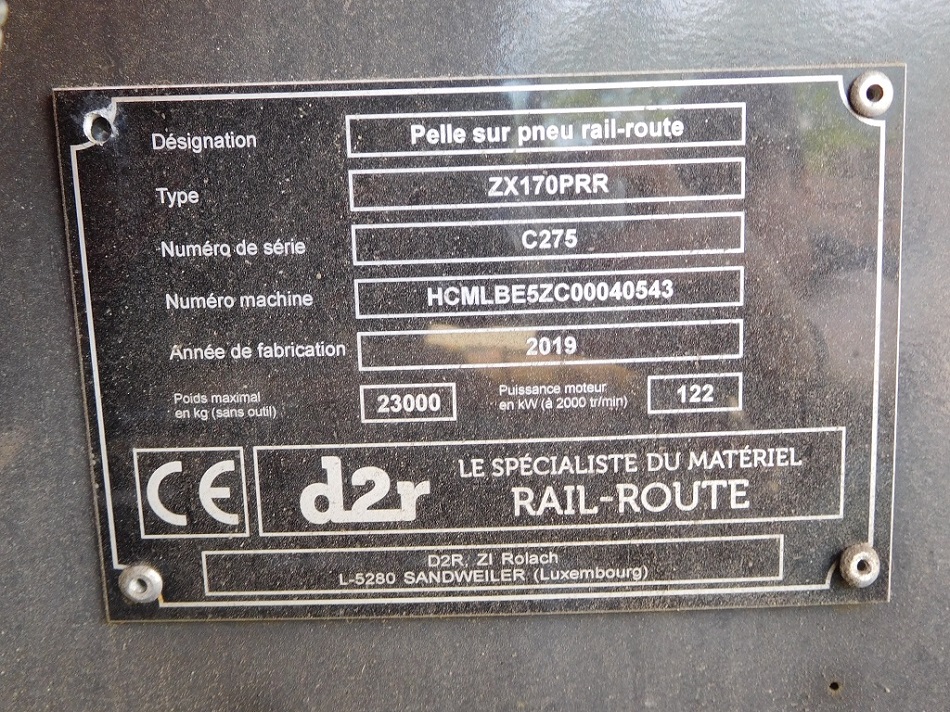 Désignation Pelle sur pneu rail-route
Type ZX170PRR
Numéro de série C275
Numéro machine HCMLBE5ZC00040543
Année de fabrication 2019
Poids maximal
en kg (sans outil) 23000
Puissance moteur
en kW (à 2000 tr/min) 122
CE
d2r
LE SPÉCIALISTE DU MATÉRIEL
RAIL-ROUTE
D2R, ZI Rolach
L-5280 SANDWEILER (Luxembourg)